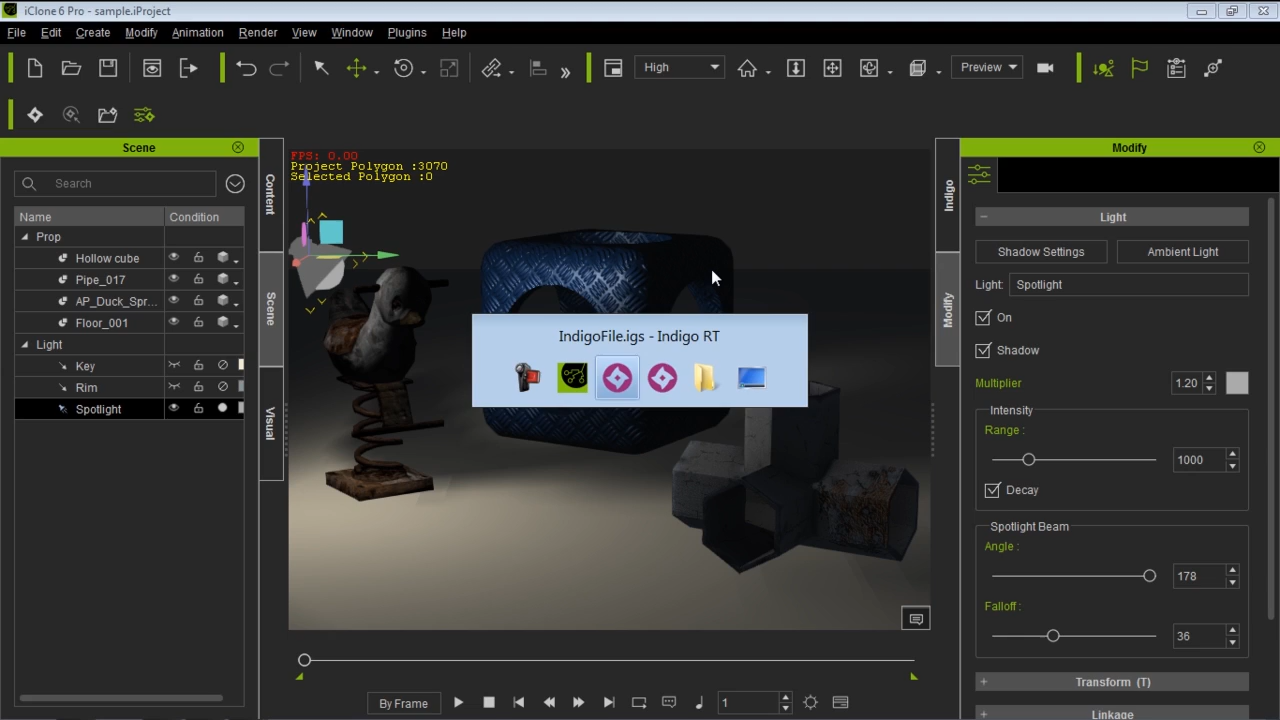 iClone 6 Pro - sample.iProject
File Edit Create Modify Animation Render View Window Plugins Help
High
Preview
Scene
Search
Name Condition
Prop
Hollow cube
Pipe_017
AP_Duck_Spr...
Floor_001
Light
Key
Rim
Spotlight
Content
Scene
Visual
FPS: 0.00
Project Polygon :3070
Selected Polygon :0
IndigoFile.igs - Indigo RT
By Frame
1
Indigo
Modify
Modify
Light
Shadow Settings Ambient Light
Light: Spotlight
On
Shadow
Multiplier 1.20
Intensity
Range :
1000
Decay
Spotlight Beam
Angle :
178
Falloff :
36
Transform (T)
Linkage